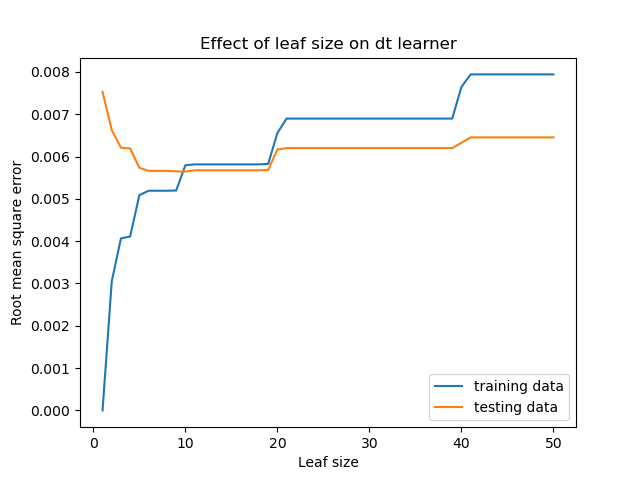 Effect of leaf size on dt learner
Root mean square error
0.008
0.007
0.006
0.005
0.004
0.003
0.002
0.001
0.000
0 10 20 30 40 50
Leaf size
training data
testing data